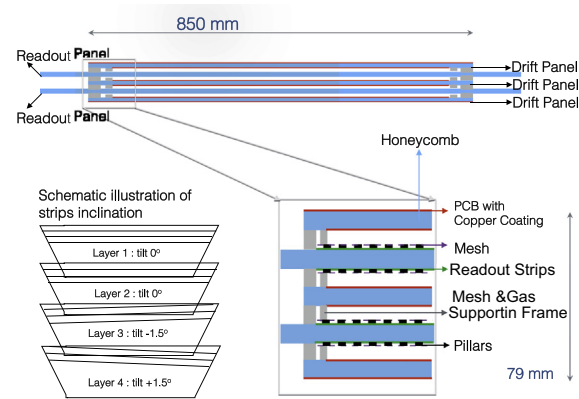 850 mm
Readout Panel
Drift Panel
Drift Panel
Drift Panel
Readout Panel
Honeycomb
Schematic illustration of
strips inclination
Layer 1 : tilt 0º
Layer 2 : tilt 0º
Layer 3 : tilt -1.5º
Layer 4 : tilt +1.5º
PCB with
Copper Coating
Mesh
Readout Strips
Mesh &Gas
Supportin Frame
Pillars
79 mm